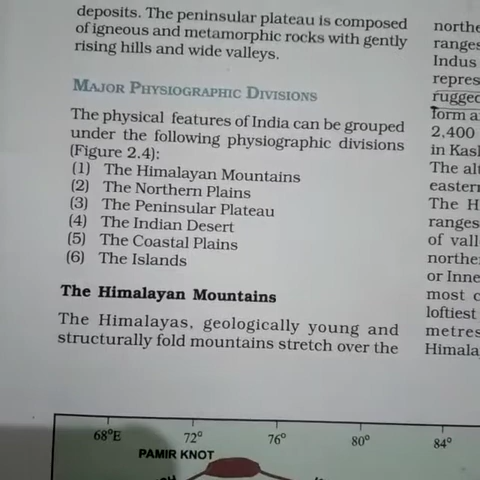 deposits. The peninsular plateau is composed
of igneous and metamorphic rocks with gently
rising hills and wide valleys.
MAJOR PHYSIOGRAPHIC DIVISIONS
The physical features of India can be grouped
under the following physiographic divisions
(Figure 2.4):
(1) The Himalayan Mountains
(2) The Northern Plains
(3) The Peninsular Plateau
(4) The Indian Desert
(5) The Coastal Plains
(6) The Islands
The Himalayan Mountains
The Himalayas, geologically young and
structurally fold mountains stretch over the
ranges
Indus
rugged
form a
2,400
in
The
eastern
The H
ranges
of
or
most
loftiest
metres
68°E 72° 76° 80° 84°
PAMIR KNOT